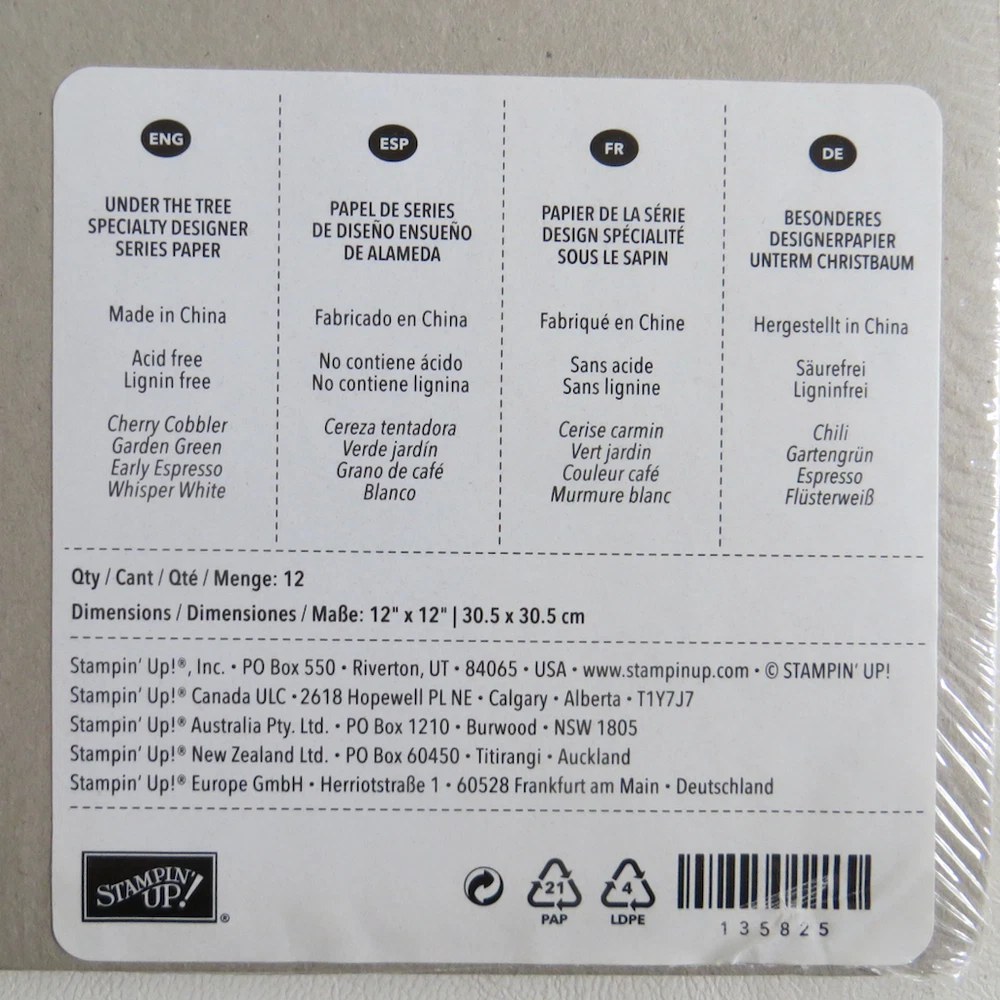 ENG
UNDER THE TREE
SPECIALTY DESIGNER
SERIES PAPER
Made in China
Acid free
Lignin free
Cherry Cobbler
Garden Green
Early Espresso
Whisper White
ESP
PAPEL DE SERIES
DE DISEÑO ENSUEÑO
DE ALAMEDA
Fabricado en China
No contiene ácido
No contiene lignina
Cereza tentadora
Verde jardín
Grano de café
Blanco
FR
PAPIER DE LA SÉRIE
DESIGN SPÉCIALITÉ
SOUS LE SAPIN
Fabriqué en Chine
Sans acide
Sans lignine
Cerise carmin
Vert jardin
Couleur café
Murmure blanc
DE
BESONDERES
DESIGNERPAPIER
UNTERM CHRISTBAUM
Hergestellt in China
Säurefrei
Ligninfrei
Chili
Gartengrün
Espresso
Flüsterweiß
Qty / Cant / Qté / Menge: 12
Dimensions / Dimensiones / Maße: 12" x 12" | 30.5 x 30.5 cm
Stampin' Up!®, Inc. • PO Box 550 • Riverton, UT • 84065 • USA • www.stampinup.com • © STAMPIN' UP!
Stampin' Up!® Canada ULC • 2618 Hopewell PL NE • Calgary • Alberta • T1Y7J7
Stampin' Up!® Australia Pty. Ltd. • PO Box 1210 • Burwood • NSW 1805
Stampin' Up!® New Zealand Ltd. • PO Box 60450 • Titirangi • Auckland
Stampin' Up!® Europe GmbH • Herriotstraße 1 • 60528 Frankfurt am Main • Deutschland
STAMPIN'
UP!®
21
PAP
4
LDPE
135825